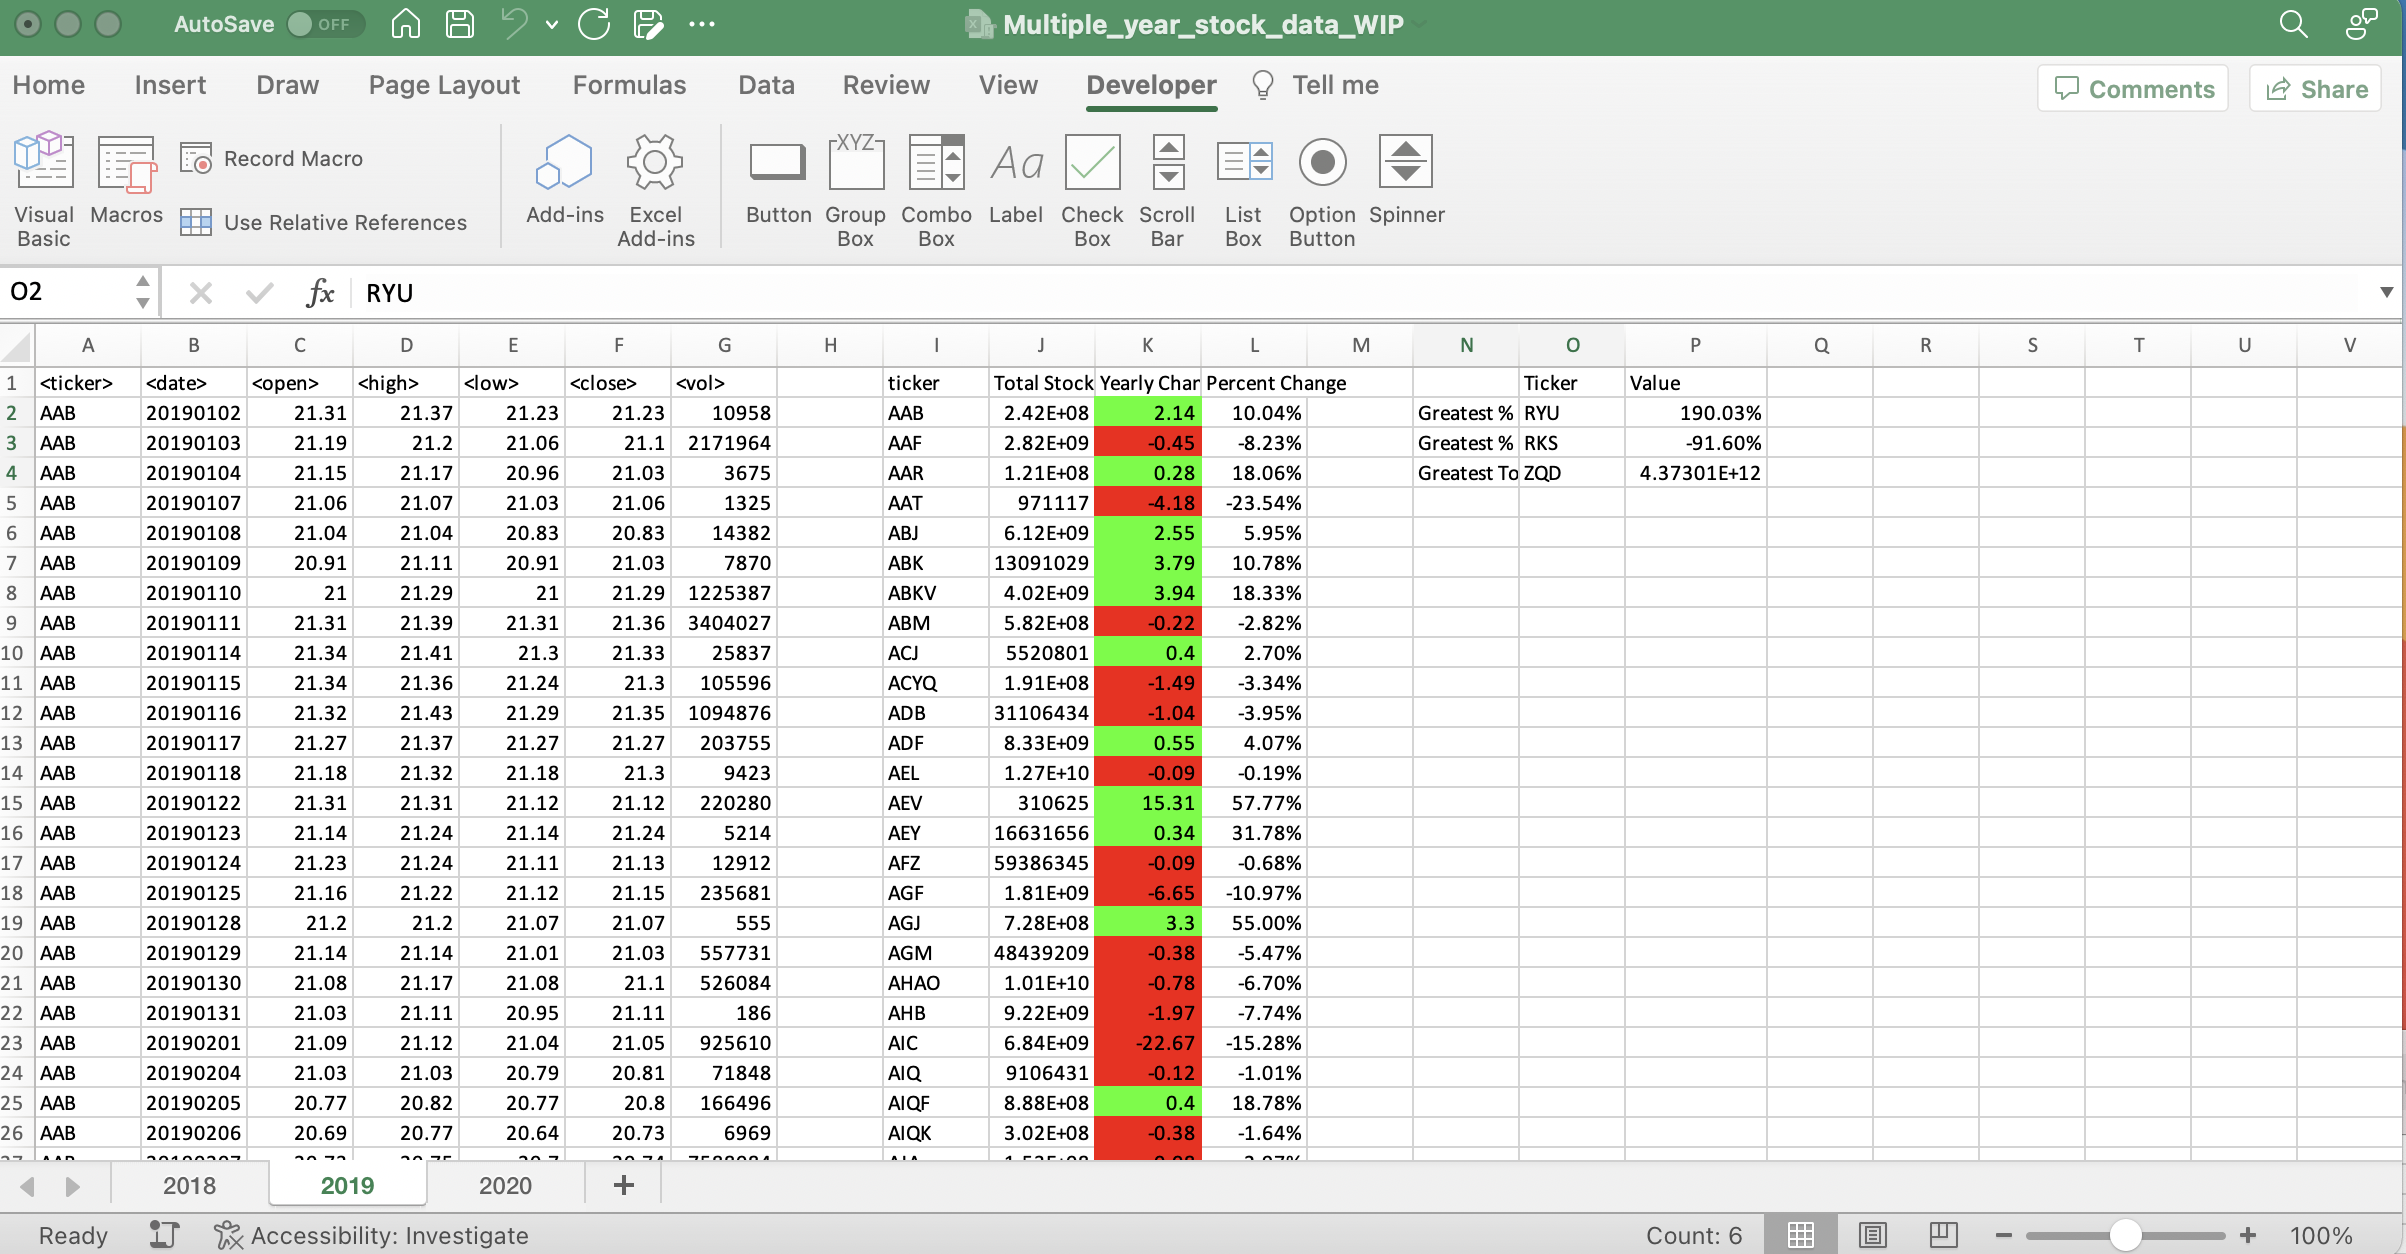 AutoSave OFF Multiple_year_stock_data_WIP
Home Insert Draw Page Layout Formulas Data Review View Developer Tell me Comments Share
Visual Basic Macros Record Macro Use Relative References Add-ins Excel Add-ins Button XYZ Group Box Combo Box Aa Label Check Box Scroll Bar List Box Option Button Spinner
O2 fx RYU
A B C D E F G H I J K L M N O P Q R S T U V
1 <ticker> <date> <open> <high> <low> <close> <vol> ticker Total Stock Yearly Char Percent Change Ticker Value
2 AAB 20190102 21.31 21.37 21.23 21.23 10958 AAB 2.42E+08 2.14 10.04% Greatest % RYU 190.03%
3 AAB 20190103 21.19 21.2 21.06 21.1 2171964 AAF 2.82E+09 -0.45 -8.23% Greatest % RKS -91.60%
4 AAB 20190104 21.15 21.17 20.96 21.03 3675 AAR 1.21E+08 0.28 18.06% Greatest To ZQD 4.37301E+12
5 AAB 20190107 21.06 21.07 21.03 21.06 1325 AAT 971117 -4.18 -23.54%
6 AAB 20190108 21.04 21.04 20.83 20.83 14382 ABJ 6.12E+09 2.55 5.95%
7 AAB 20190109 20.91 21.11 20.91 21.03 7870 ABK 13091029 3.79 10.78%
8 AAB 20190110 21 21.29 21 21.29 1225387 ABKV 4.02E+09 3.94 18.33%
9 AAB 20190111 21.31 21.39 21.31 21.36 3404027 ABM 5.82E+08 -0.22 -2.82%
10 AAB 20190114 21.34 21.41 21.3 21.33 25837 ACJ 5520801 0.4 2.70%
11 AAB 20190115 21.34 21.36 21.24 21.3 105596 ACYQ 1.91E+08 -1.49 -3.34%
12 AAB 20190116 21.32 21.43 21.29 21.35 1094876 ADB 31106434 -1.04 -3.95%
13 AAB 20190117 21.27 21.37 21.27 21.27 203755 ADF 8.33E+09 0.55 4.07%
14 AAB 20190118 21.18 21.32 21.18 21.3 9423 AEL 1.27E+10 -0.09 -0.19%
15 AAB 20190122 21.31 21.31 21.12 21.12 220280 AEV 310625 15.31 57.77%
16 AAB 20190123 21.14 21.24 21.14 21.24 5214 AEY 16631656 0.34 31.78%
17 AAB 20190124 21.23 21.24 21.11 21.13 12912 AFZ 59386345 -0.09 -0.68%
18 AAB 20190125 21.16 21.22 21.12 21.15 235681 AGF 1.81E+09 -6.65 -10.97%
19 AAB 20190128 21.2 21.2 21.07 21.07 555 AGJ 7.28E+08 3.3 55.00%
20 AAB 20190129 21.14 21.14 21.01 21.03 557731 AGM 48439209 -0.38 -5.47%
21 AAB 20190130 21.08 21.17 21.08 21.1 526084 AHAO 1.01E+10 -0.78 -6.70%
22 AAB 20190131 21.03 21.11 20.95 21.11 186 AHB 9.22E+09 -1.97 -7.74%
23 AAB 20190201 21.09 21.12 21.04 21.05 925610 AIC 6.84E+09 -22.67 -15.28%
24 AAB 20190204 21.03 21.03 20.79 20.81 71848 AIQ 9106431 -0.12 -1.01%
25 AAB 20190205 20.77 20.82 20.77 20.8 166496 AIQF 8.88E+08 0.4 18.78%
26 AAB 20190206 20.69 20.77 20.64 20.73 6969 AIQK 3.02E+08 -0.38 -1.64%
2018 2019 2020 +
Ready Accessibility: Investigate Count: 6 100%